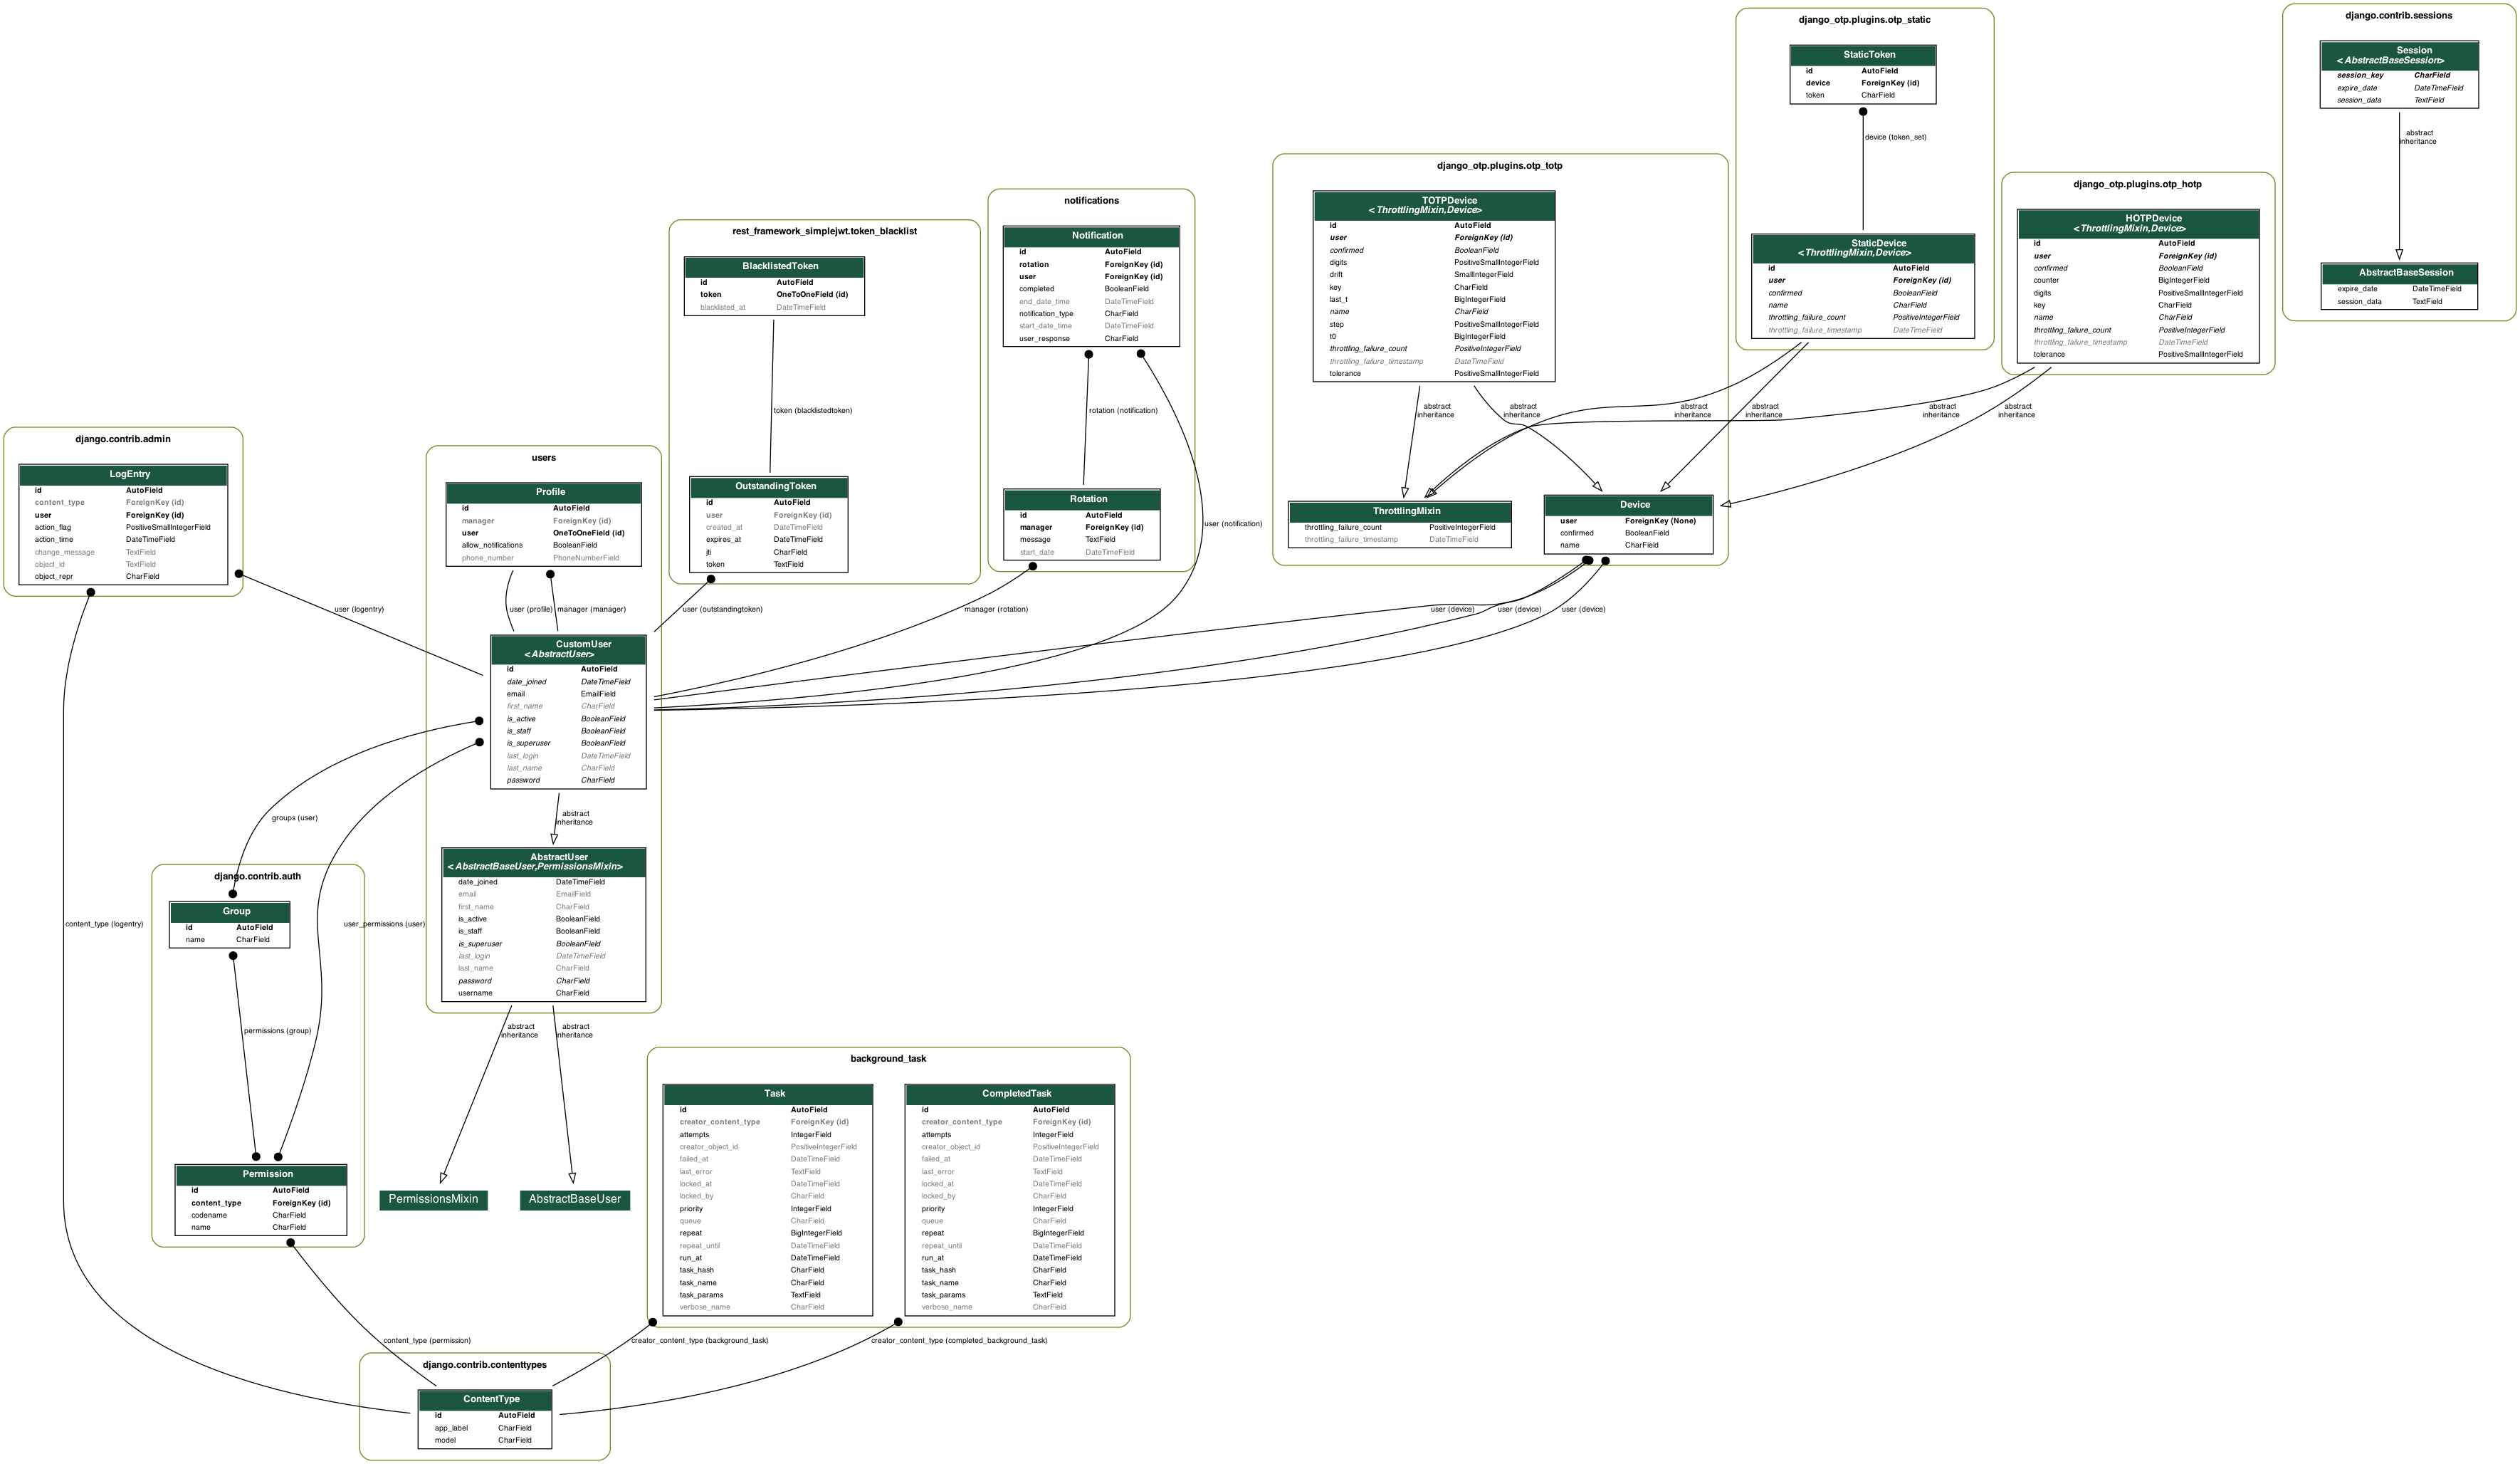 django_otp.plugins.otp_static
StaticToken
id AutoField
device ForeignKey (id)
token CharField
device (token_set)
StaticDevice
<ThrottlingMixin,Device>
id AutoField
user ForeignKey (id)
confirmed BooleanField
name CharField
throttling_failure_count PositiveIntegerField
throttling_failure_timestamp DateTimeField
django.contrib.sessions
Session
<AbstractBaseSession>
session_key CharField
expire_date DateTimeField
session_data TextField
abstract
inheritance
AbstractBaseSession
expire_date DateTimeField
session_data TextField
django_otp.plugins.otp_hotp
HOTPDevice
<ThrottlingMixin,Device>
id AutoField
user ForeignKey (id)
confirmed BooleanField
counter BigIntegerField
digits PositiveSmallIntegerField
key CharField
name CharField
throttling_failure_count PositiveIntegerField
throttling_failure_timestamp DateTimeField
tolerance PositiveSmallIntegerField
django_otp.plugins.otp_totp
TOTPDevice
<ThrottlingMixin,Device>
id AutoField
user ForeignKey (id)
confirmed BooleanField
digits PositiveSmallIntegerField
drift SmallIntegerField
key CharField
last_t BigIntegerField
name CharField
step PositiveSmallIntegerField
t0 BigIntegerField
throttling_failure_count PositiveIntegerField
throttling_failure_timestamp DateTimeField
tolerance PositiveSmallIntegerField
abstract
inheritance
abstract
inheritance
abstract
inheritance
abstract
inheritance
abstract
inheritance
abstract
inheritance
ThrottlingMixin
throttling_failure_count PositiveIntegerField
throttling_failure_timestamp DateTimeField
Device
user ForeignKey (None)
confirmed BooleanField
name CharField
user (device)
user (device)
user (device)
notifications
Notification
id AutoField
rotation ForeignKey (id)
user ForeignKey (id)
completed BooleanField
end_date_time DateTimeField
notification_type CharField
start_date_time DateTimeField
user_response CharField
rotation (notification)
user (notification)
Rotation
id AutoField
manager ForeignKey (id)
message TextField
start_date DateTimeField
manager (rotation)
rest_framework_simplejwt.token_blacklist
BlacklistedToken
id AutoField
token OneToOneField (id)
blacklisted_at DateTimeField
token (blacklistedtoken)
OutstandingToken
id AutoField
user ForeignKey (id)
created_at DateTimeField
expires_at DateTimeField
jti CharField
token TextField
user (outstandingtoken)
django.contrib.admin
LogEntry
id AutoField
content_type ForeignKey (id)
user ForeignKey (id)
action_flag PositiveSmallIntegerField
action_time DateTimeField
change_message TextField
object_id TextField
object_repr CharField
user (logentry)
content_type (logentry)
users
Profile
id AutoField
manager ForeignKey (id)
user OneToOneField (id)
allow_notifications BooleanField
phone_number PhoneNumberField
user (profile)
manager (manager)
CustomUser
<AbstractUser>
id AutoField
date_joined DateTimeField
email EmailField
first_name CharField
is_active BooleanField
is_staff BooleanField
is_superuser BooleanField
last_login DateTimeField
last_name CharField
password CharField
abstract
inheritance
groups (user)
user_permissions (user)
AbstractUser
<AbstractBaseUser,PermissionsMixin>
date_joined DateTimeField
email EmailField
first_name CharField
is_active BooleanField
is_staff BooleanField
is_superuser BooleanField
last_login DateTimeField
last_name CharField
password CharField
username CharField
abstract
inheritance
abstract
inheritance
PermissionsMixin
AbstractBaseUser
django.contrib.auth
Group
id AutoField
name CharField
permissions (group)
Permission
id AutoField
content_type ForeignKey (id)
codename CharField
name CharField
content_type (permission)
background_task
Task
id AutoField
creator_content_type ForeignKey (id)
attempts IntegerField
creator_object_id PositiveIntegerField
failed_at DateTimeField
last_error TextField
locked_at DateTimeField
locked_by CharField
priority IntegerField
queue CharField
repeat BigIntegerField
repeat_until DateTimeField
run_at DateTimeField
task_hash CharField
task_name CharField
task_params TextField
verbose_name CharField
CompletedTask
id AutoField
creator_content_type ForeignKey (id)
attempts IntegerField
creator_object_id PositiveIntegerField
failed_at DateTimeField
last_error TextField
locked_at DateTimeField
locked_by CharField
priority IntegerField
queue CharField
repeat BigIntegerField
repeat_until DateTimeField
run_at DateTimeField
task_hash CharField
task_name CharField
task_params TextField
verbose_name CharField
creator_content_type (background_task)
creator_content_type (completed_background_task)
django.contrib.contenttypes
ContentType
id AutoField
app_label CharField
model CharField